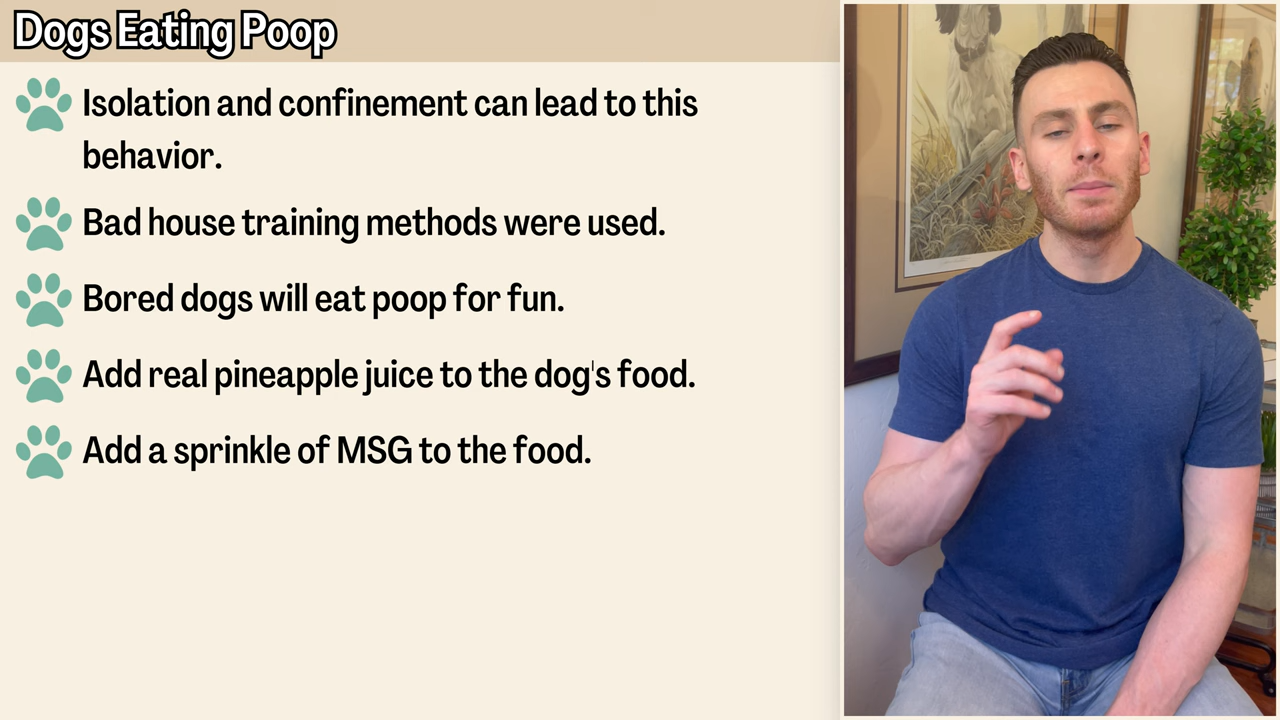 Dogs Eating Poop
Isolation and confinement can lead to this
behavior.
Bad house training methods were used.
Bored dogs will eat poop for fun.
Add real pineapple juice to the dog's food.
Add a sprinkle of MSG to the food.